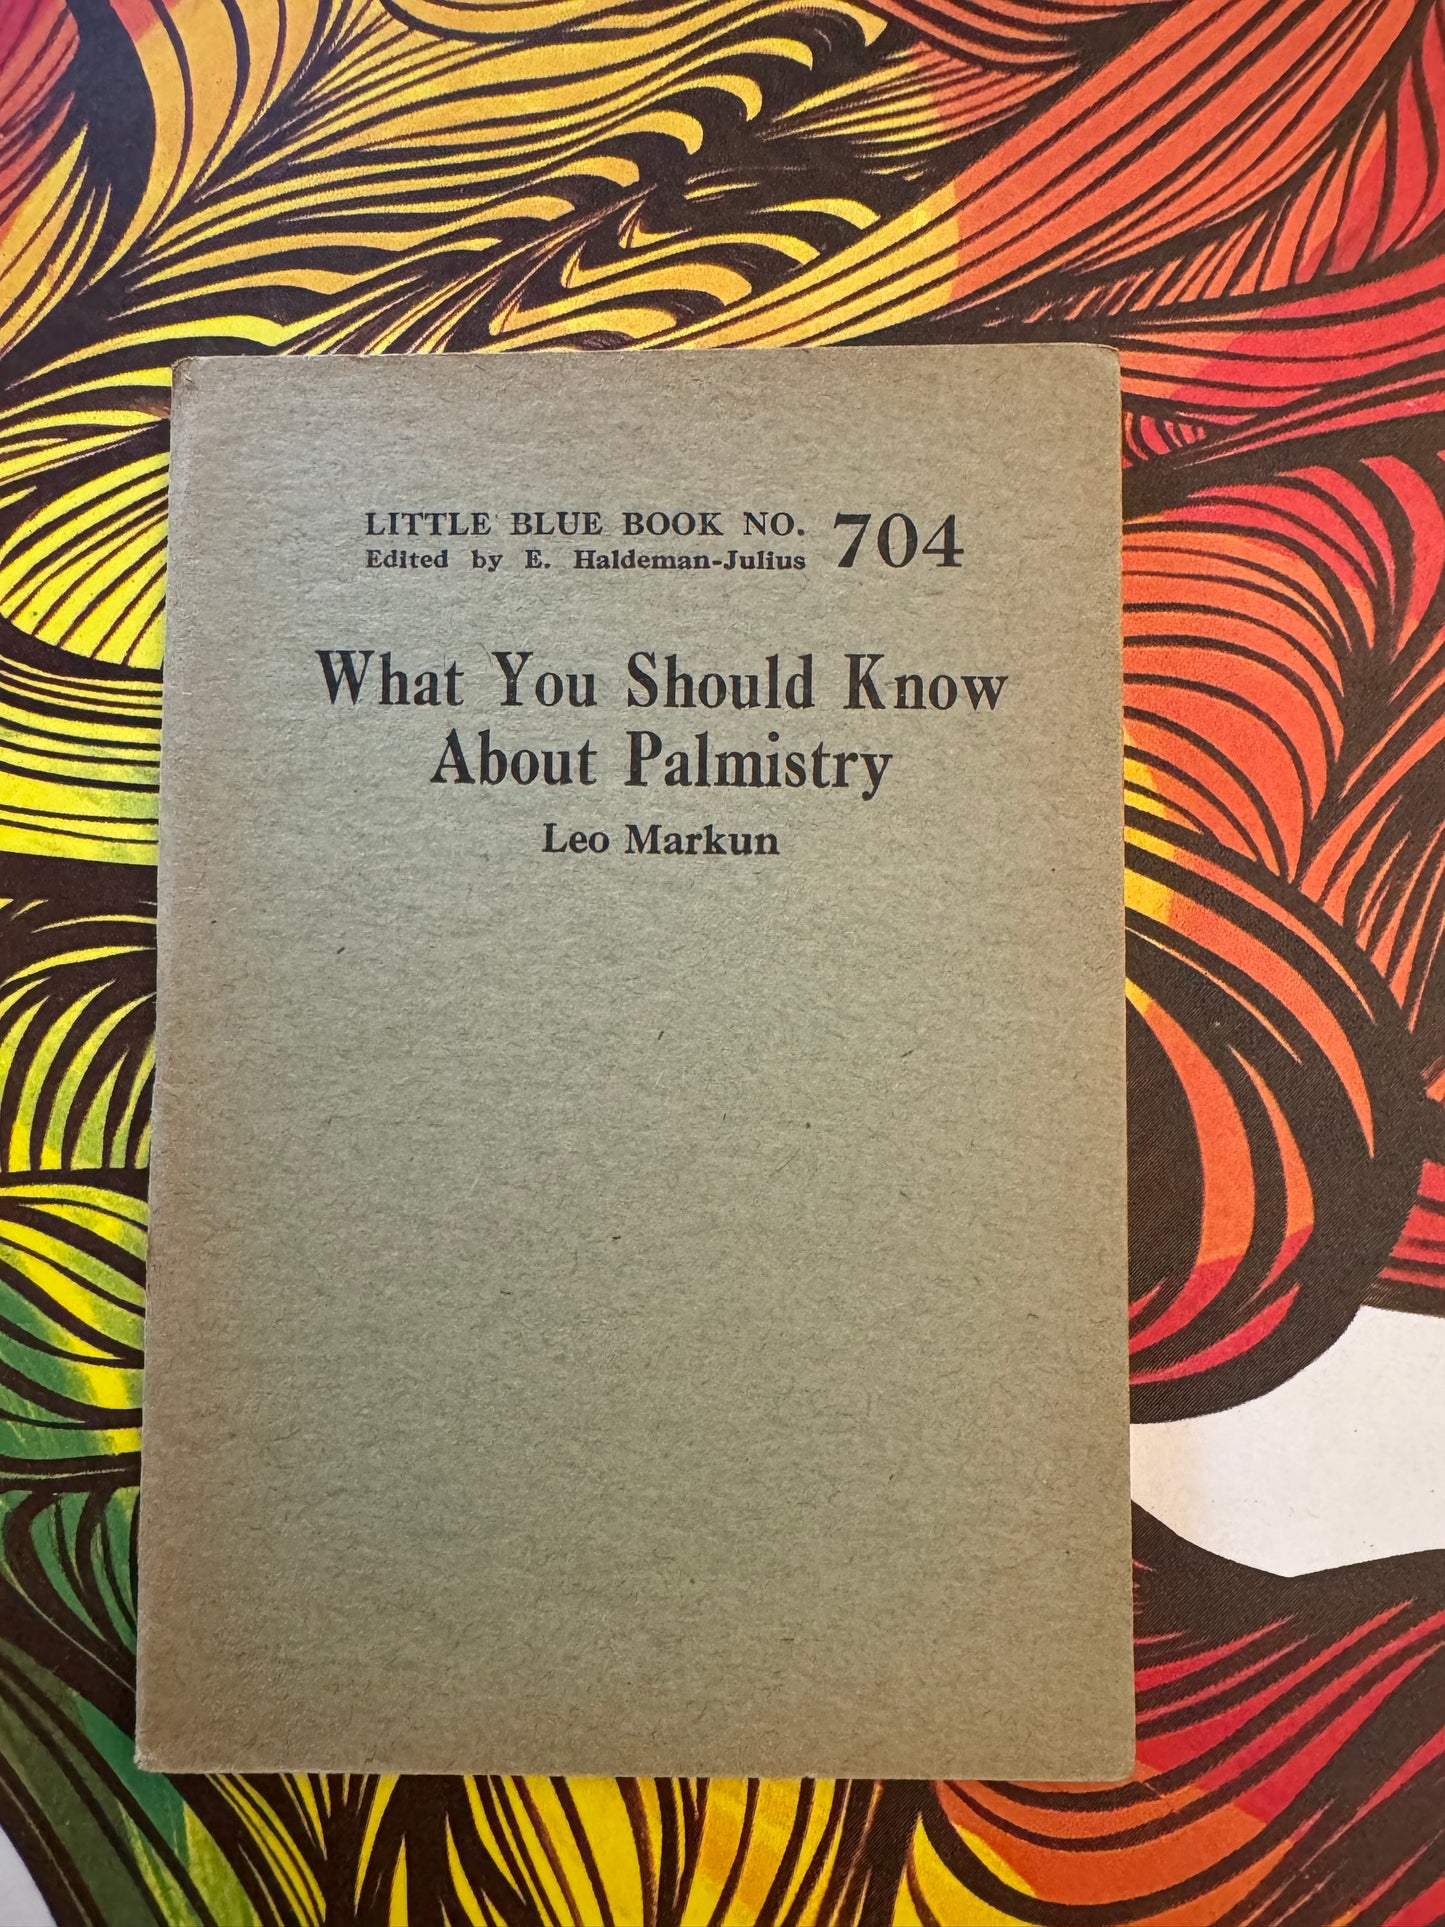 LITTLE BLUE BOOK NO. 704
Edited by E. Haldeman-Julius
What You Should Know
About Palmistry
Leo Markun